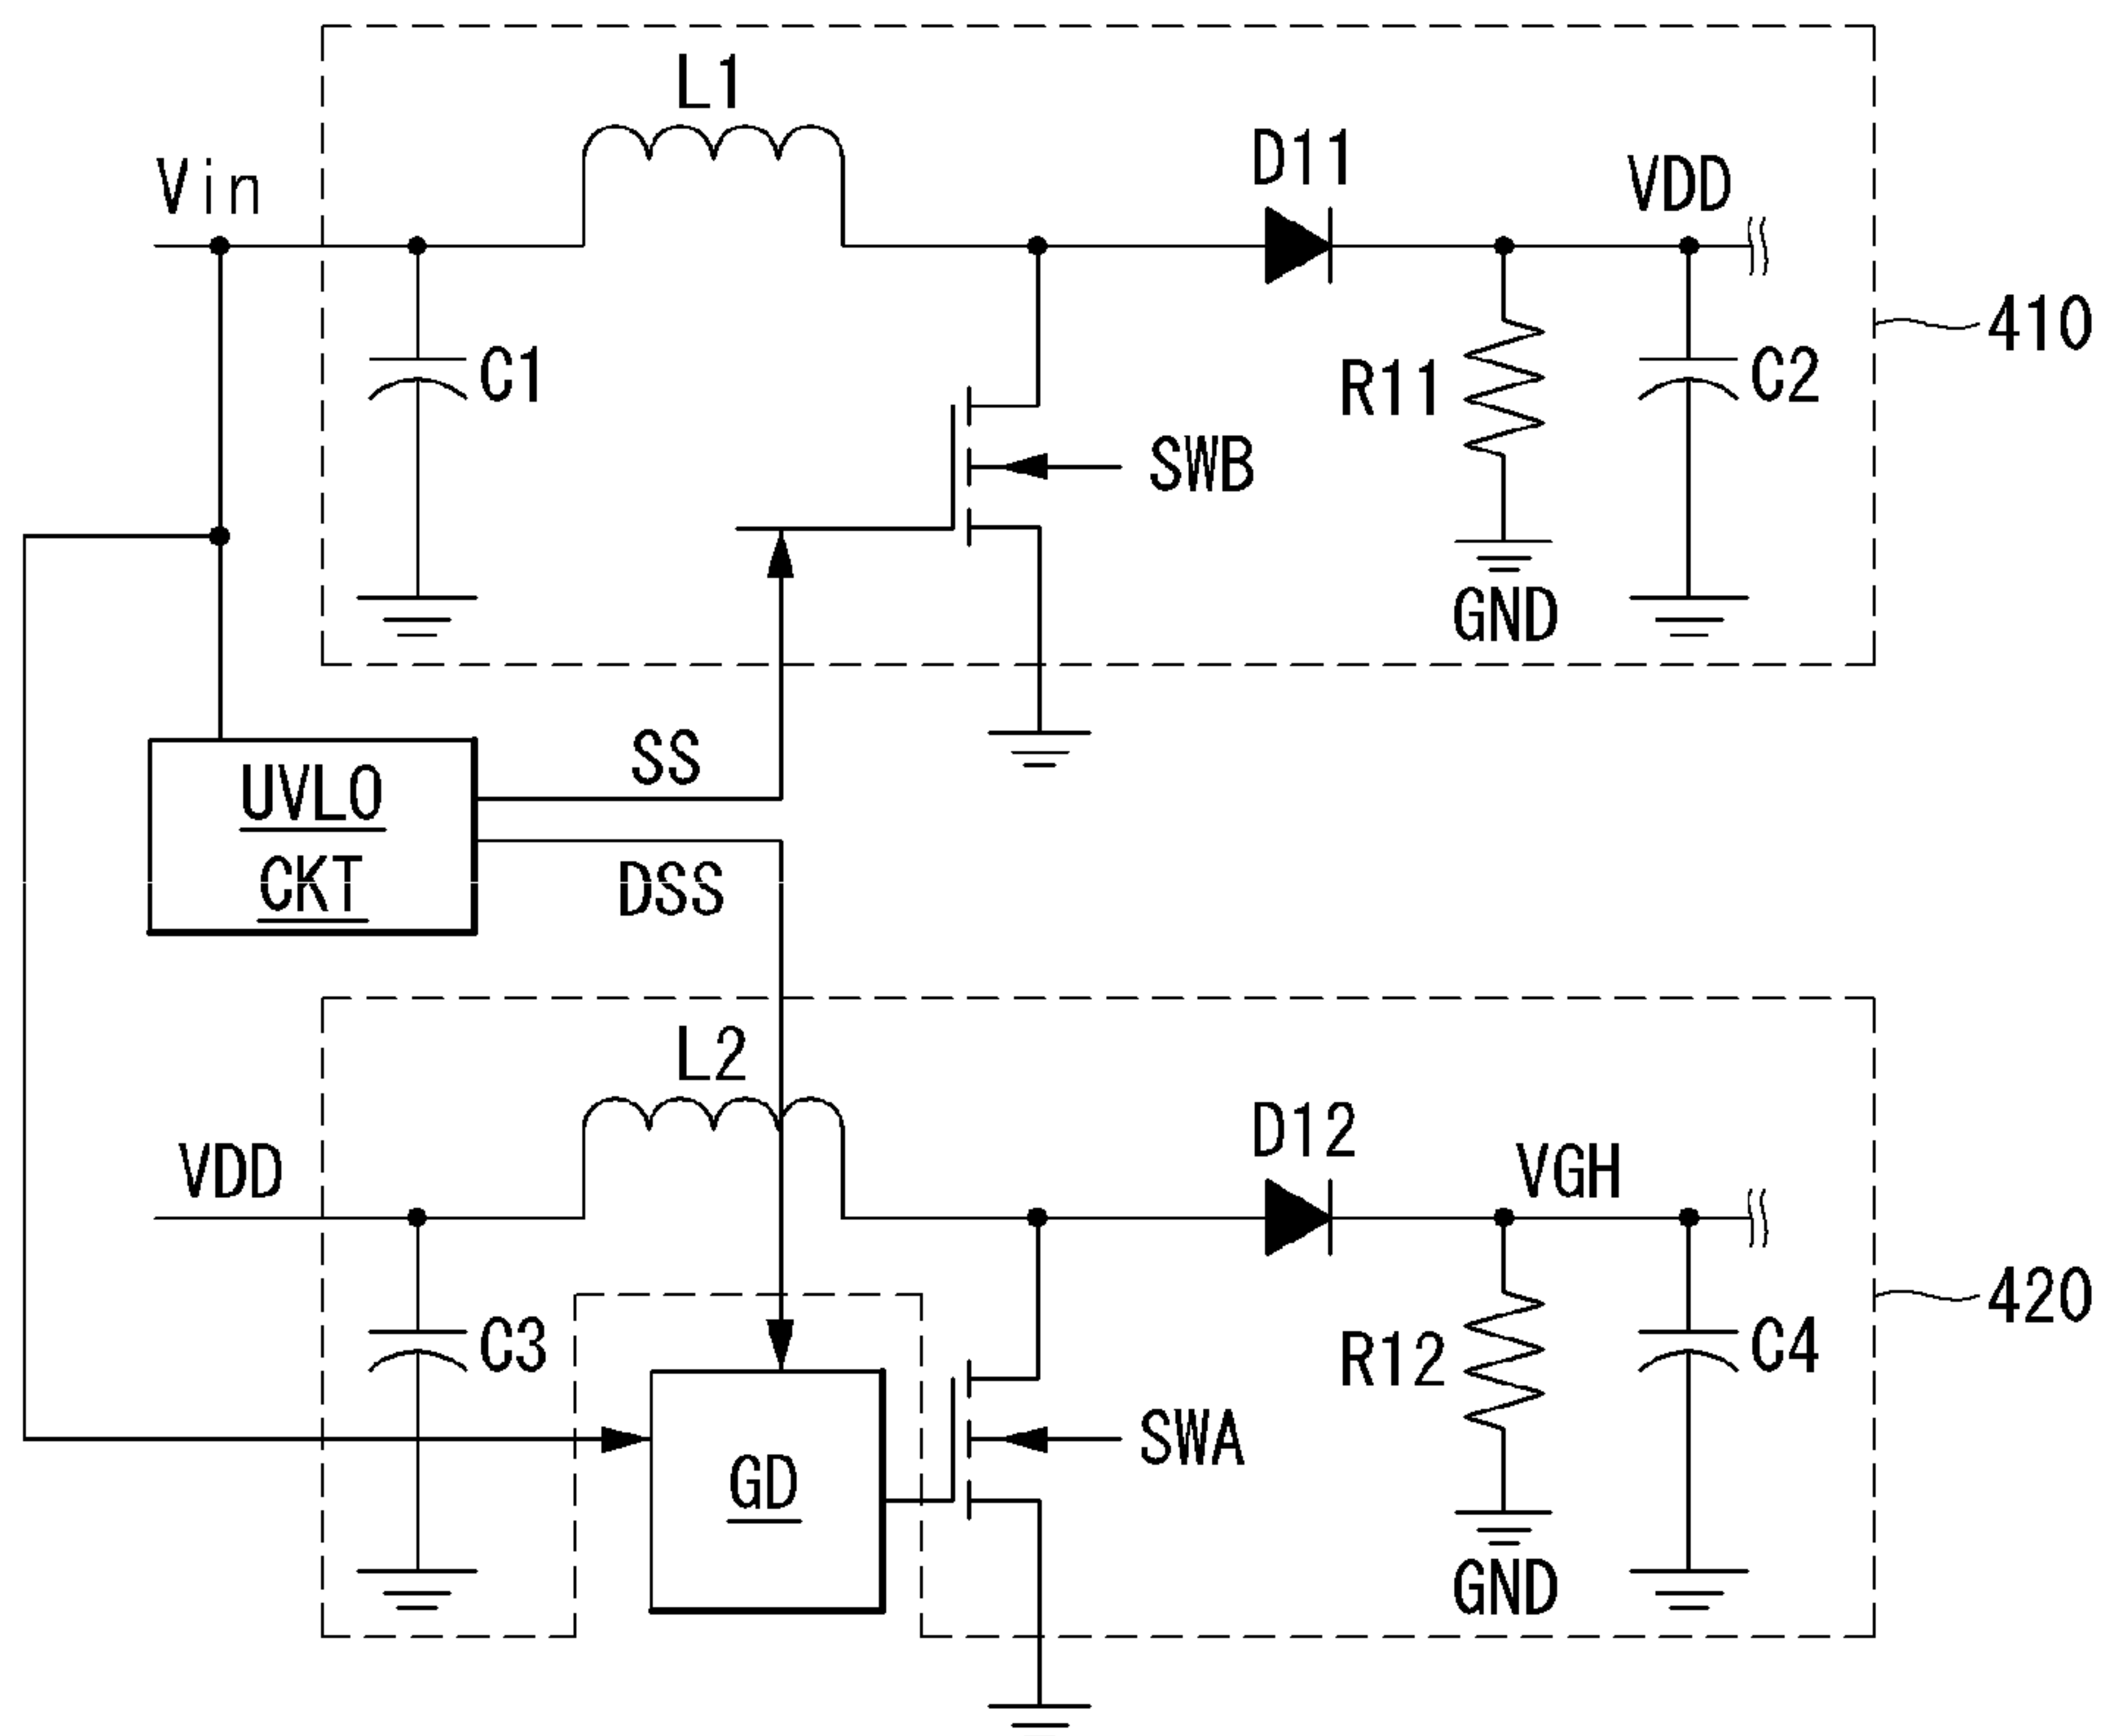 L1
D11
VDD
Vin
410
C1
R11
C2
SWB
GND
SS
UVLO
CKT
DSS
L2
D12
VGH
VDD
420
C3
R12
C4
SWA
GD
GND